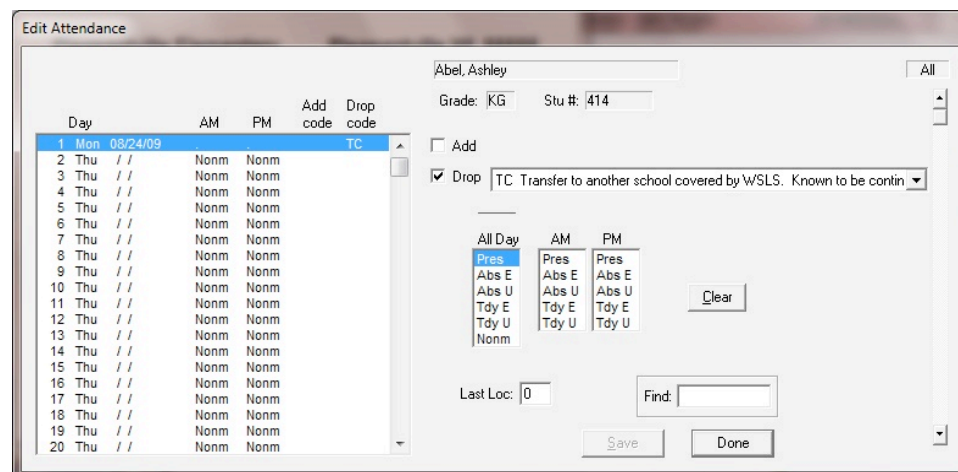 Edit Attendance
Abel, Ashley
All
Grade: KG Stu #: 414
Day AM PM Add code Drop code
1 Mon 08/24/09 . . TC
2 Thu / / Nonm Nonm
3 Thu / / Nonm Nonm
4 Thu / / Nonm Nonm
5 Thu / / Nonm Nonm
6 Thu / / Nonm Nonm
7 Thu / / Nonm Nonm
8 Thu / / Nonm Nonm
9 Thu / / Nonm Nonm
10 Thu / / Nonm Nonm
11 Thu / / Nonm Nonm
12 Thu / / Nonm Nonm
13 Thu / / Nonm Nonm
14 Thu / / Nonm Nonm
15 Thu / / Nonm Nonm
16 Thu / / Nonm Nonm
17 Thu / / Nonm Nonm
18 Thu / / Nonm Nonm
19 Thu / / Nonm Nonm
20 Thu / / Nonm Nonm
Add
Drop TC Transfer to another school covered by WSLS. Known to be contin
All Day AM PM
Pres Pres Pres
Abs E Abs E Abs E
Abs U Abs U Abs U
Tdy E Tdy E Tdy E
Tdy U Tdy U Tdy U
Nonm
Clear
Last Loc: 0
Find:
Save Done